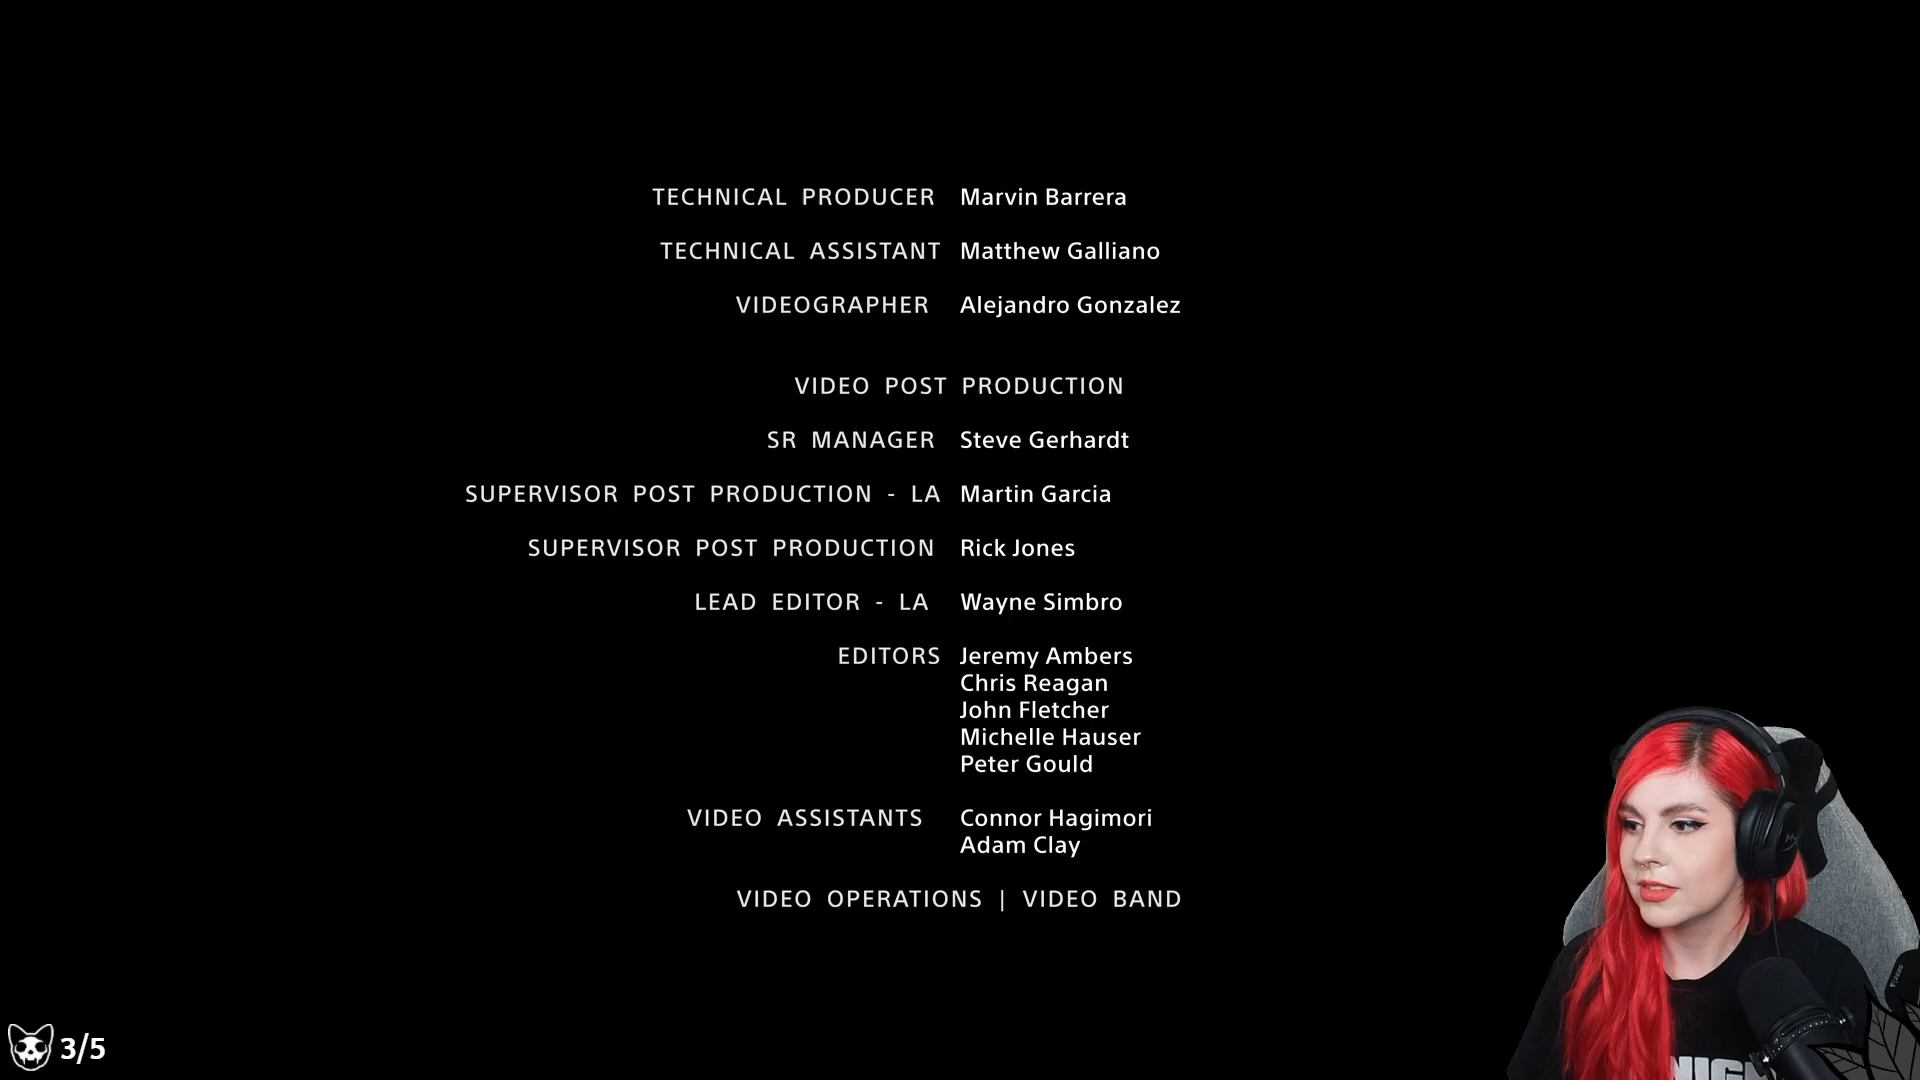 TECHNICAL PRODUCER Marvin Barrera
TECHNICAL ASSISTANT Matthew Galliano
VIDEOGRAPHER Alejandro Gonzalez
VIDEO POST PRODUCTION
SR MANAGER Steve Gerhardt
SUPERVISOR POST PRODUCTION - LA Martin Garcia
SUPERVISOR POST PRODUCTION Rick Jones
LEAD EDITOR - LA Wayne Simbro
EDITORS Jeremy Ambers
Chris Reagan
John Fletcher
Michelle Hauser
Peter Gould
VIDEO ASSISTANTS Connor Hagimori
Adam Clay
VIDEO OPERATIONS | VIDEO BAND
3/5